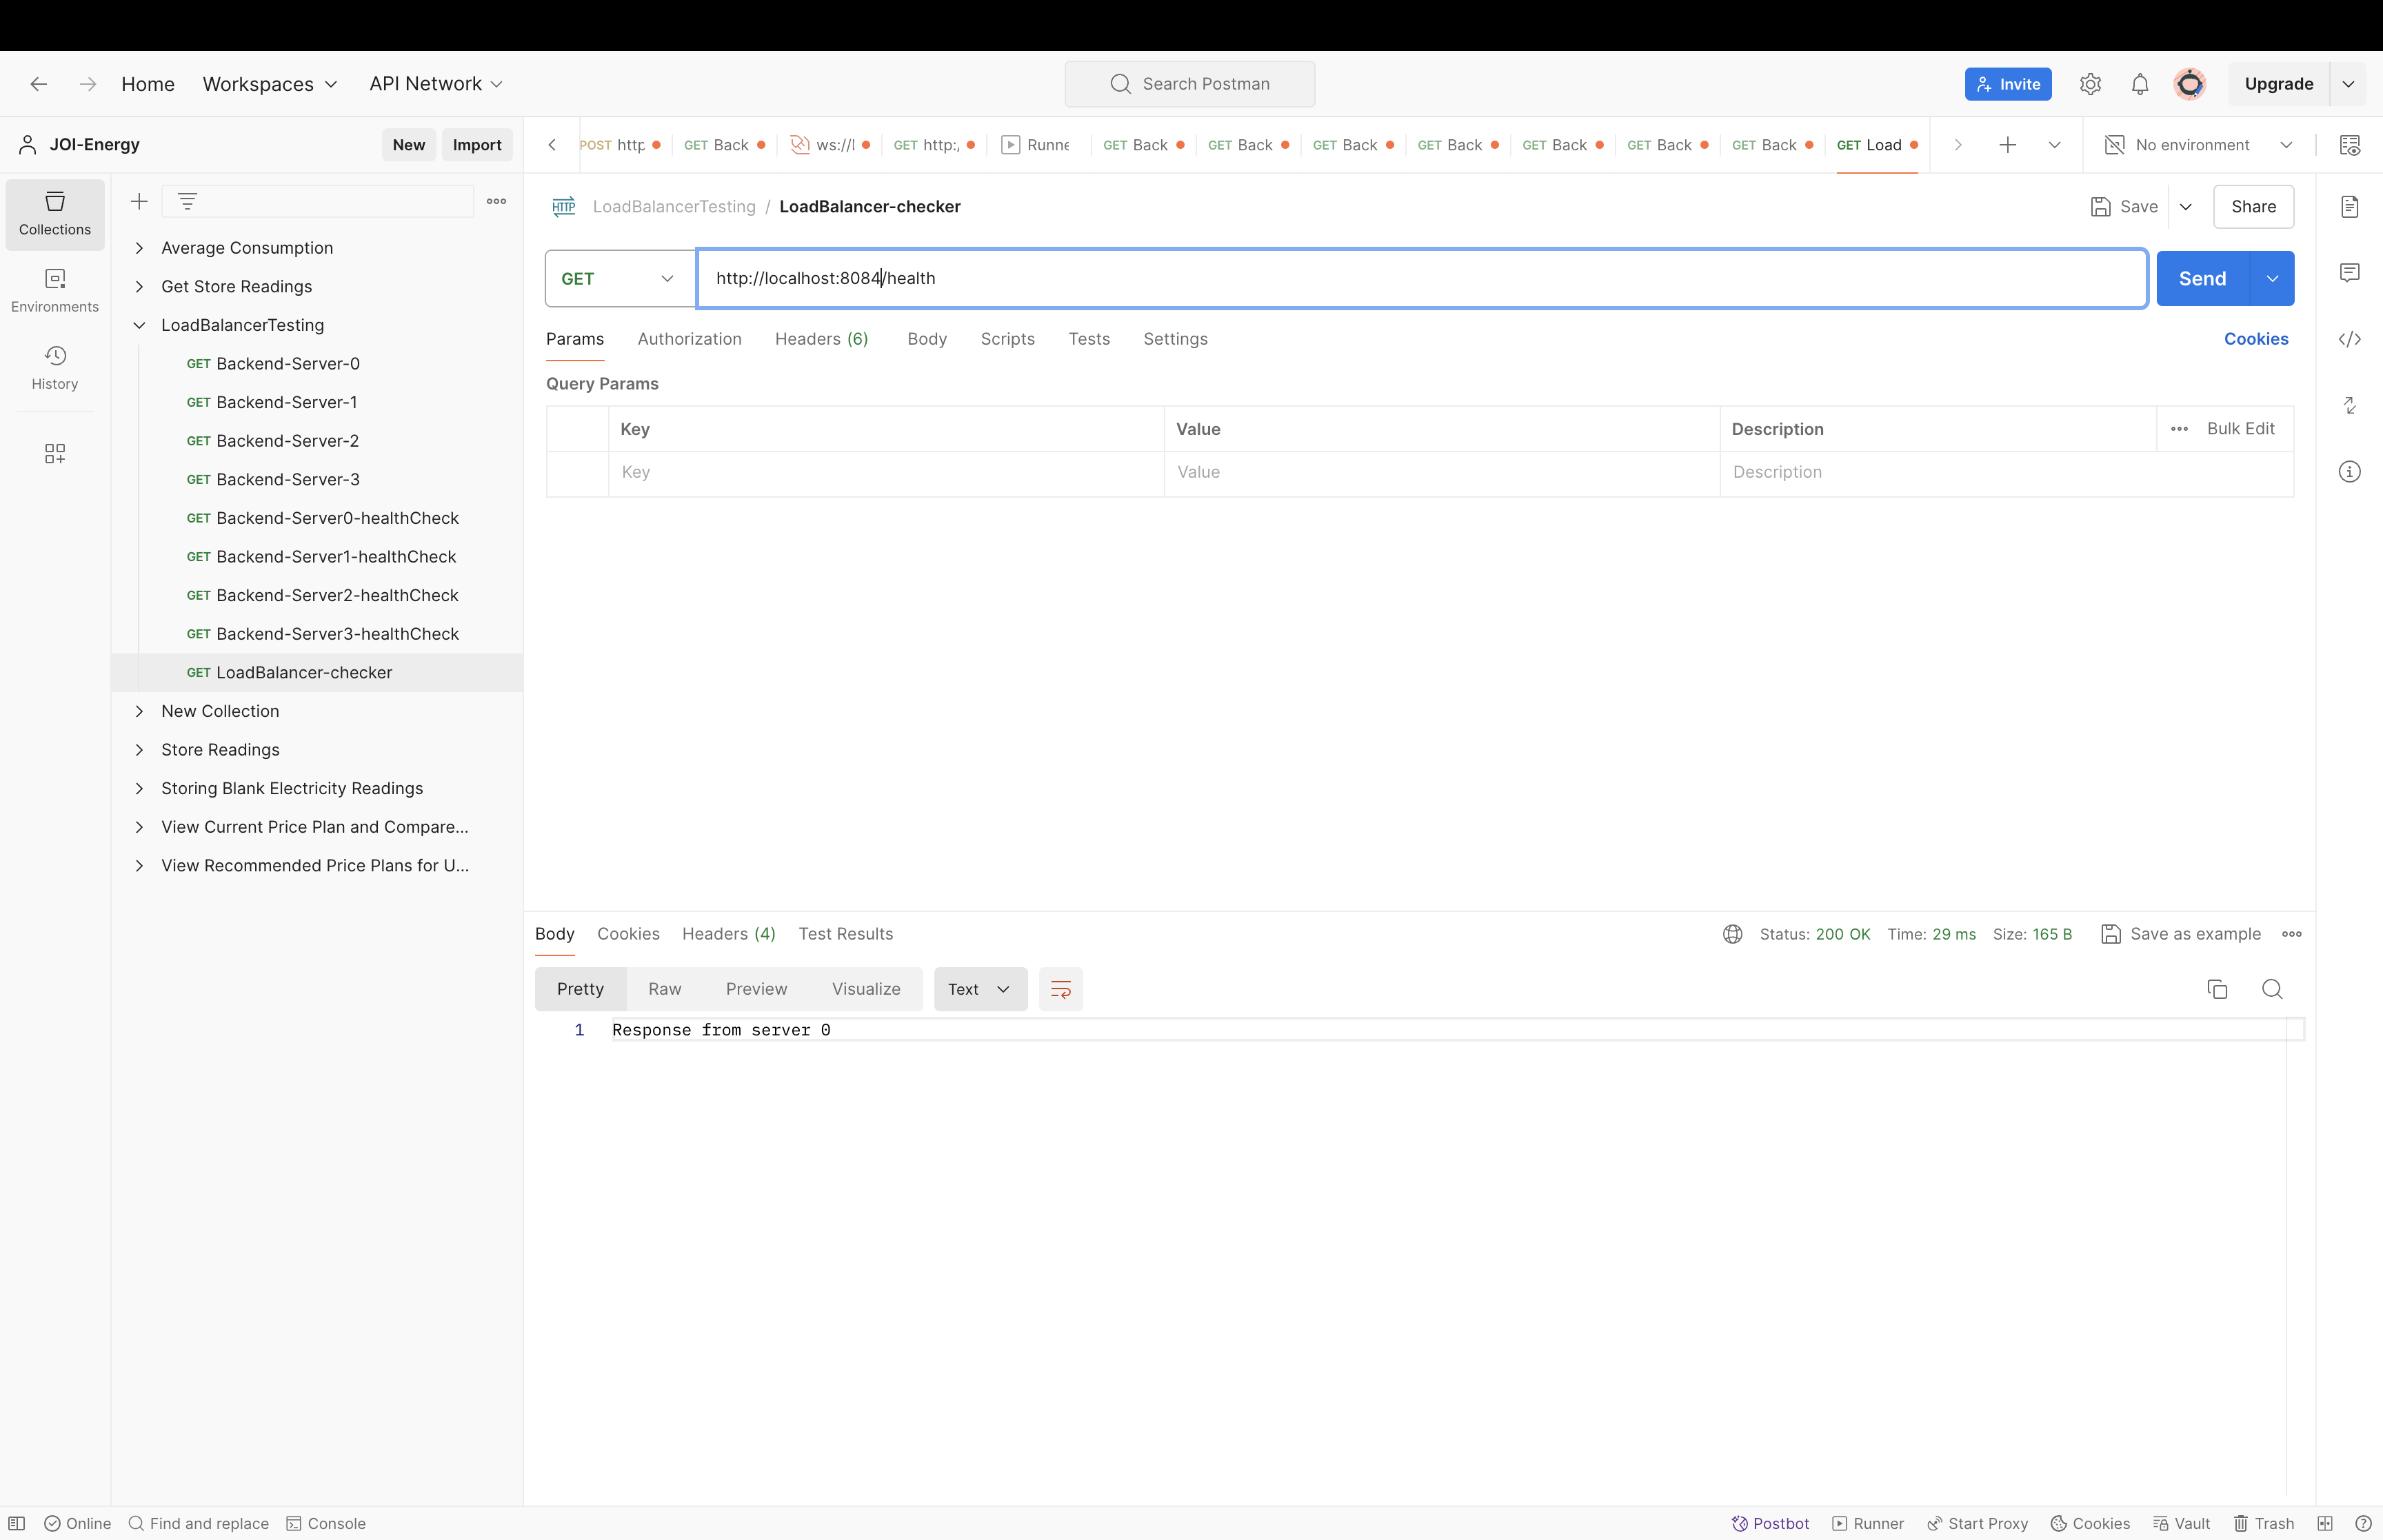 Home Workspaces API Network Search Postman Invite Upgrade
JOI-Energy New Import
POST http GET Back ws://l GET http:/ Runne GET Back GET Back GET Back GET Back GET Back GET Back GET Back GET Load No environment
Collections
Environments
History
Average Consumption
Get Store Readings
LoadBalancerTesting
GET Backend-Server-0
GET Backend-Server-1
GET Backend-Server-2
GET Backend-Server-3
GET Backend-Server0-healthCheck
GET Backend-Server1-healthCheck
GET Backend-Server2-healthCheck
GET Backend-Server3-healthCheck
GET LoadBalancer-checker
New Collection
Store Readings
Storing Blank Electricity Readings
View Current Price Plan and Compare...
View Recommended Price Plans for U...
HTTP LoadBalancerTesting / LoadBalancer-checker Save Share
GET http://localhost:8084/health Send
Params Authorization Headers (6) Body Scripts Tests Settings Cookies
Query Params
Key Value Description Bulk Edit
Key Value Description
Body Cookies Headers (4) Test Results Status: 200 OK Time: 29 ms Size: 165 B Save as example
Pretty Raw Preview Visualize Text
1 Response from server 0
Online Find and replace Console Postbot Runner Start Proxy Cookies Vault Trash